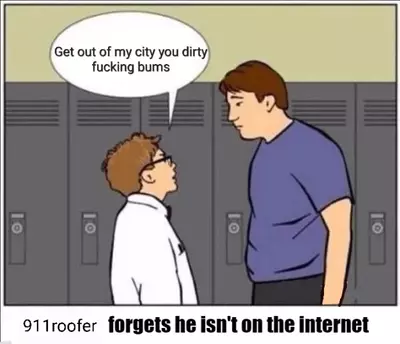 Get out of my city you dirty
fucking bums
911roofer forgets he isn't on the internet